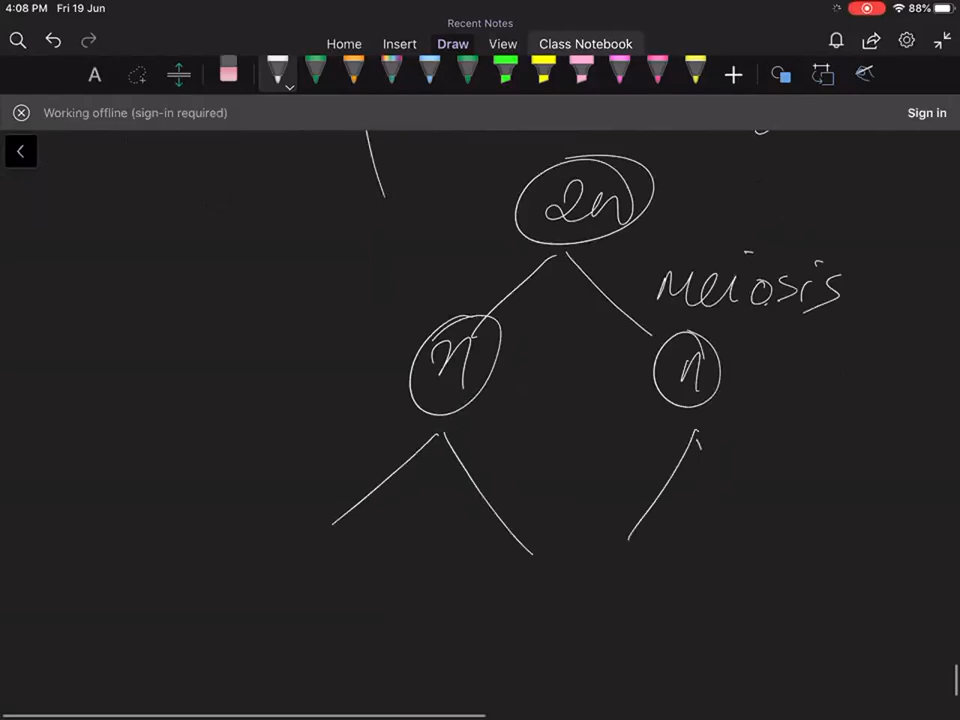 4:08 PM Fri 19 Jun
88%
Recent Notes
Home Insert Draw View Class Notebook
A
Working offline (sign-in required)
Sign in
2n
meiosis
n n